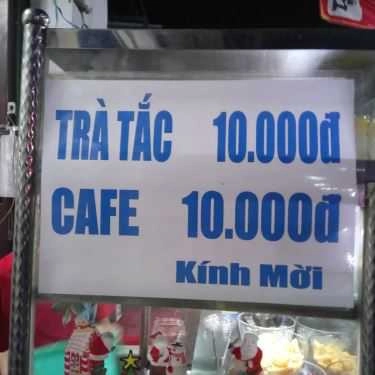 TRÀ TẮC 10.000đ
CAFE 10.000đ
Kính Mời